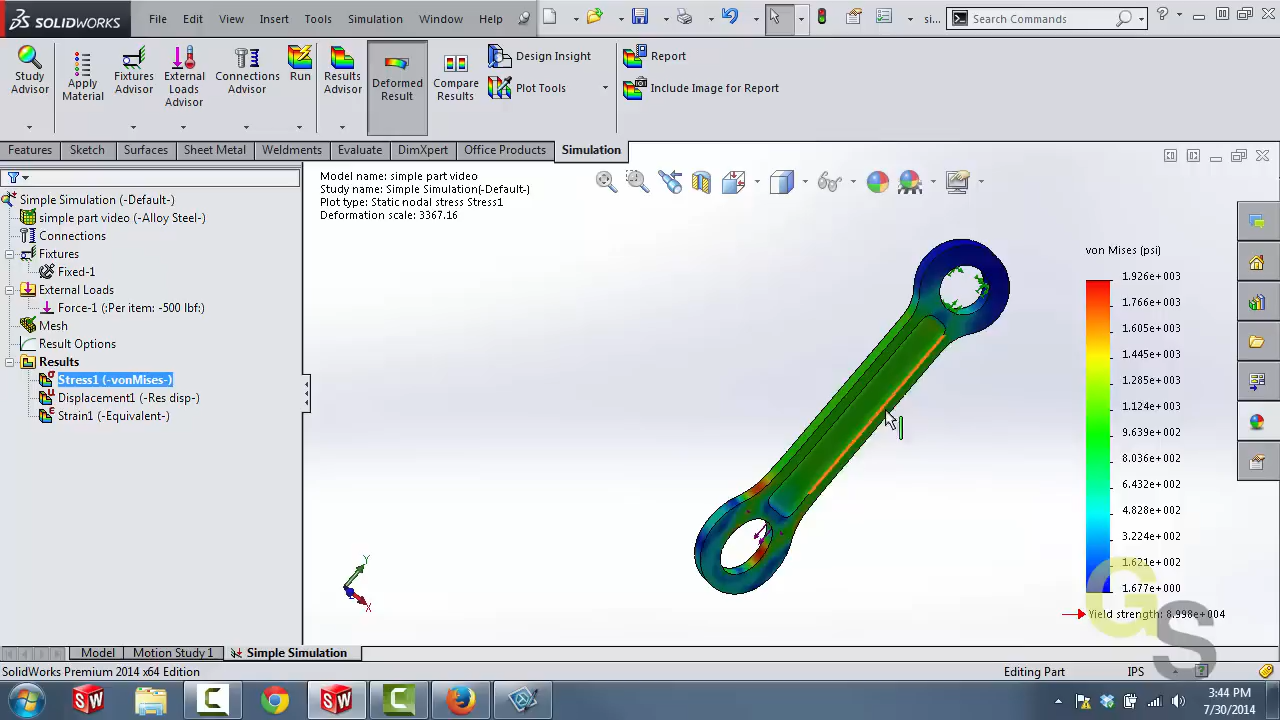 SOLIDWORKS
File Edit View Insert Tools Simulation Window Help
si...
Search Commands
Study Advisor
Apply Material
Fixtures Advisor
External Loads Advisor
Connections Advisor
Run
Results Advisor
Deformed Result
Compare Results
Design Insight
Plot Tools
Report
Include Image for Report
Features Sketch Surfaces Sheet Metal Weldments Evaluate DimXpert Office Products Simulation
Simple Simulation (-Default-)
simple part video (-Alloy Steel-)
Connections
Fixtures
Fixed-1
External Loads
Force-1 (:Per item: -500 lbf:)
Mesh
Result Options
Results
Stress1 (-vonMises-)
Displacement1 (-Res disp-)
Strain1 (-Equivalent-)
Model name: simple part video
Study name: Simple Simulation(-Default-)
Plot type: Static nodal stress Stress1
Deformation scale: 3367.16
von Mises (psi)
1.926e+003
1.766e+003
1.605e+003
1.445e+003
1.285e+003
1.124e+003
9.638e+002
8.036e+002
6.432e+002
4.828e+002
3.225e+002
1.621e+002
1.677e+000
Yield strength: 8.998e+004
Y
X
GS
Model Motion Study 1 Simple Simulation
SolidWorks Premium 2014 x64 Edition
Editing Part
IPS
3:44 PM
7/30/2014